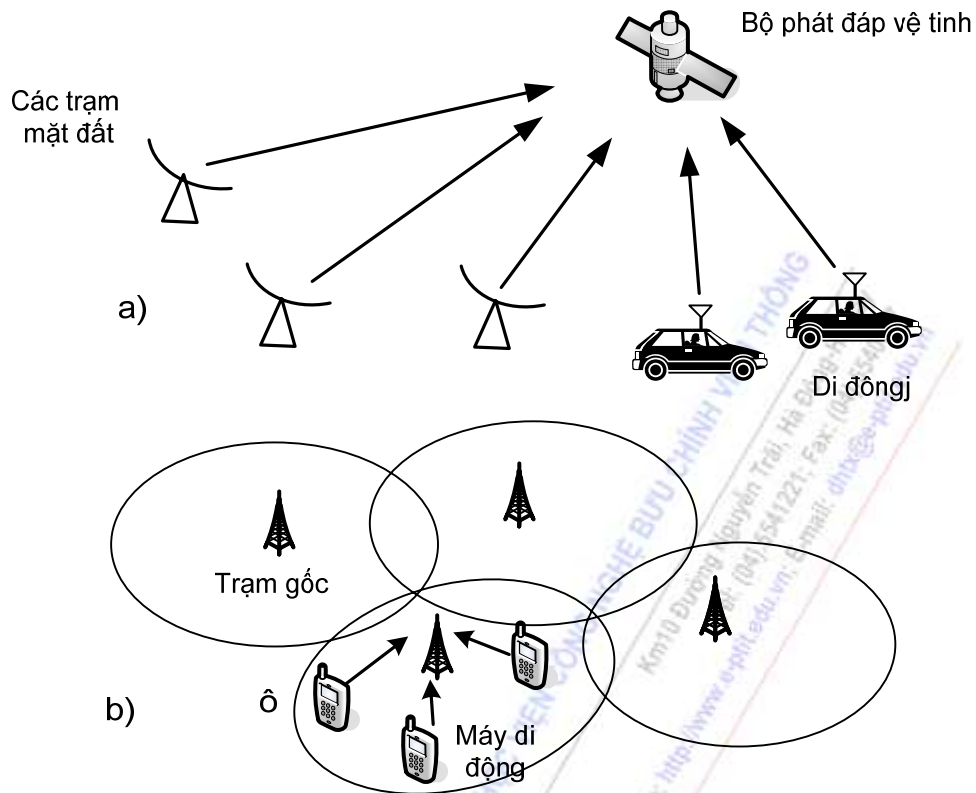 Bộ phát đáp vệ tinh
Các trạm
mặt đất
a)
Di đôngj
Trạm gốc
b)
ô
Máy di
động